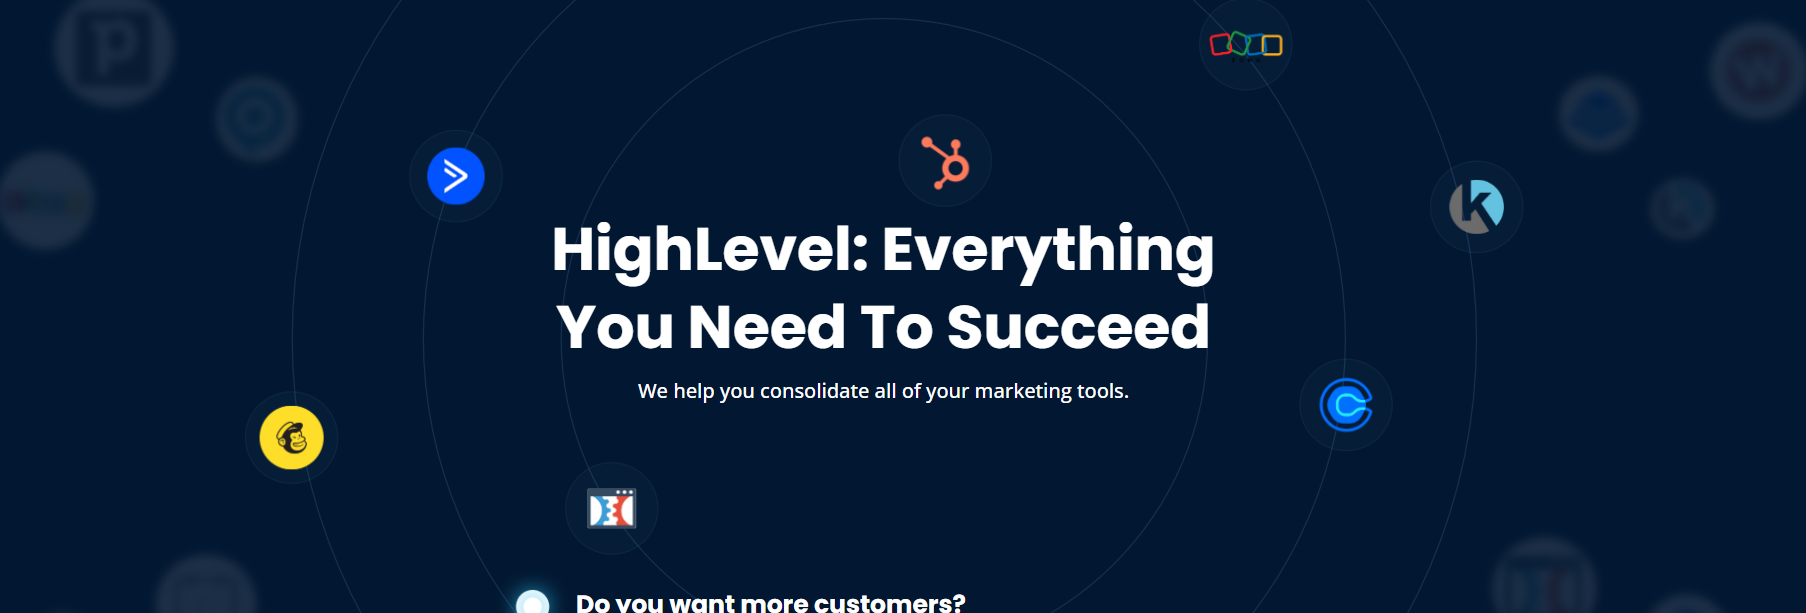 HighLevel: Everything
You Need To Succeed
We help you consolidate all of your marketing tools.
Do you want more customers?